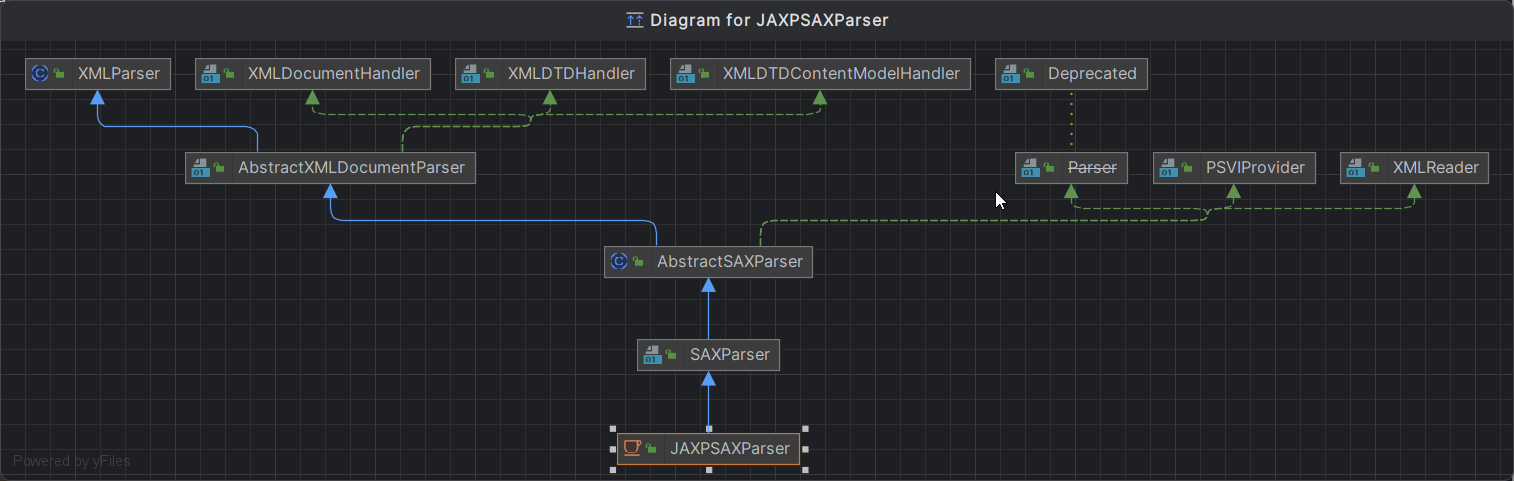 Diagram for JAXPSAXParser
XMLParser
XMLDocumentHandler
XMLDTDHandler
XMLDTDContentModelHandler
Deprecated
AbstractXMLDocumentParser
Parser
PSVIProvider
XMLReader
AbstractSAXParser
SAXParser
JAXPSAXParser
Powered by yFiles